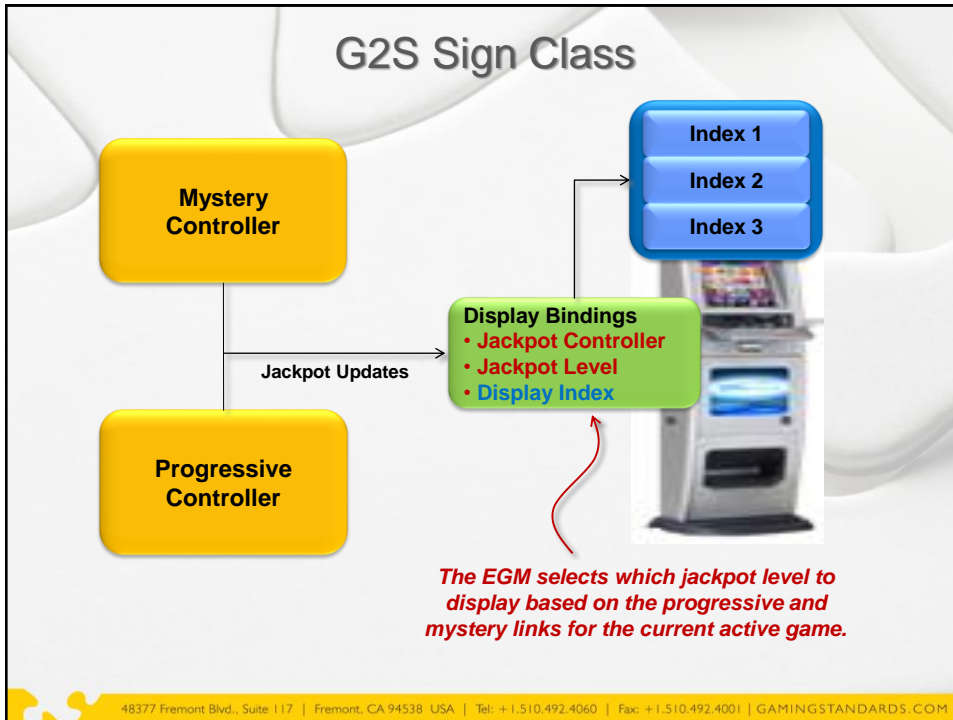 G2S Sign Class
Index 1
Index 2
Index 3
Mystery
Controller
Display Bindings
• Jackpot Controller
• Jackpot Level
• Display Index
Jackpot Updates
Progressive
Controller
The EGM selects which jackpot level to
display based on the progressive and
mystery links for the current active game.
48377 Fremont Blvd., Suite 117 | Fremont, CA 94538 USA | Tel: +1.510.492.4060 | Fax: +1.510.492.4001 | GAMINGSTANDARDS.COM